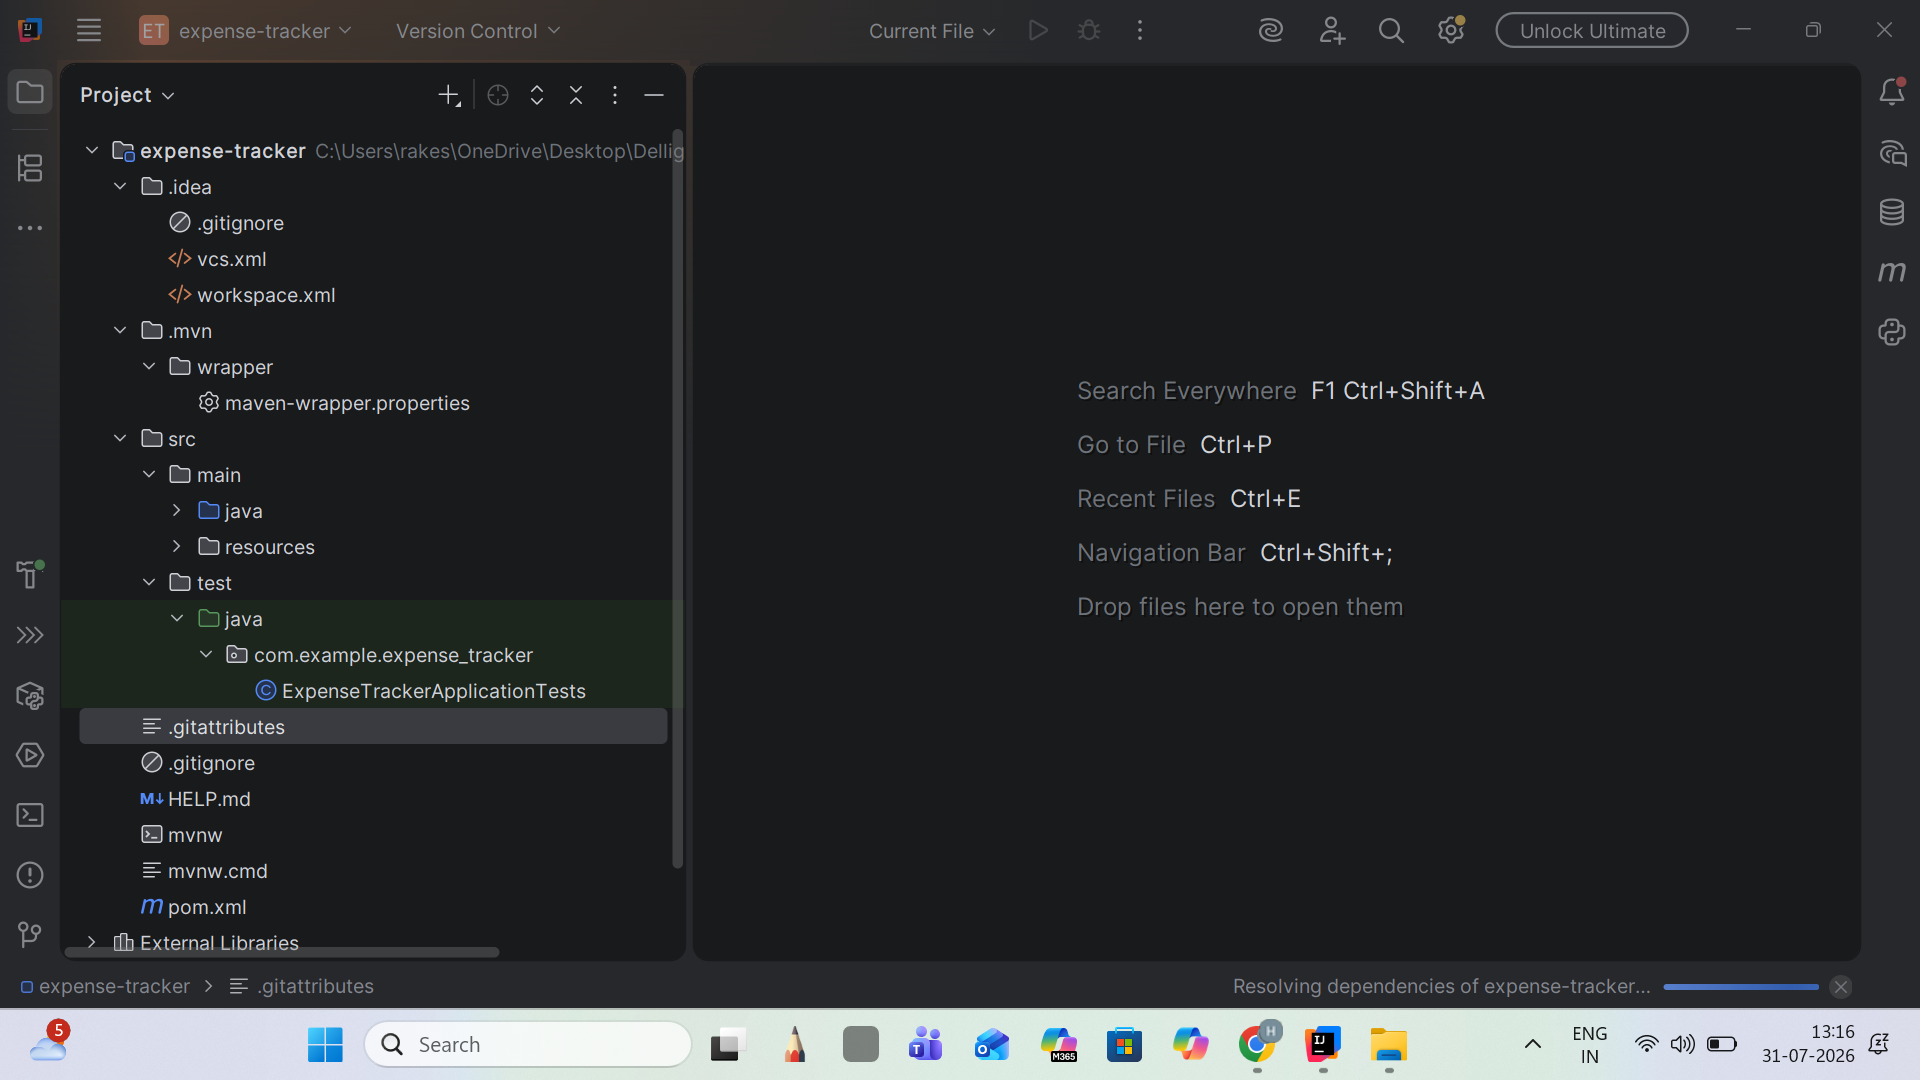 ET expense-tracker Version Control Current File Unlock Ultimate
Project
expense-tracker C:\Users\rakes\OneDrive\Desktop\Dellig
.idea
.gitignore
</> vcs.xml
</> workspace.xml
.mvn
wrapper
maven-wrapper.properties
src
main
java
resources
test
java
com.example.expense_tracker
C ExpenseTrackerApplicationTests
.gitattributes
.gitignore
M↓ HELP.md
mvnw
mvnw.cmd
m pom.xml
External Libraries
Search Everywhere F1 Ctrl+Shift+A
Go to File Ctrl+P
Recent Files Ctrl+E
Navigation Bar Ctrl+Shift+;
Drop files here to open them
m
expense-tracker > .gitattributes Resolving dependencies of expense-tracker...
5
Search
M365
H
IJ
ENG
IN
13:16
31-07-2026